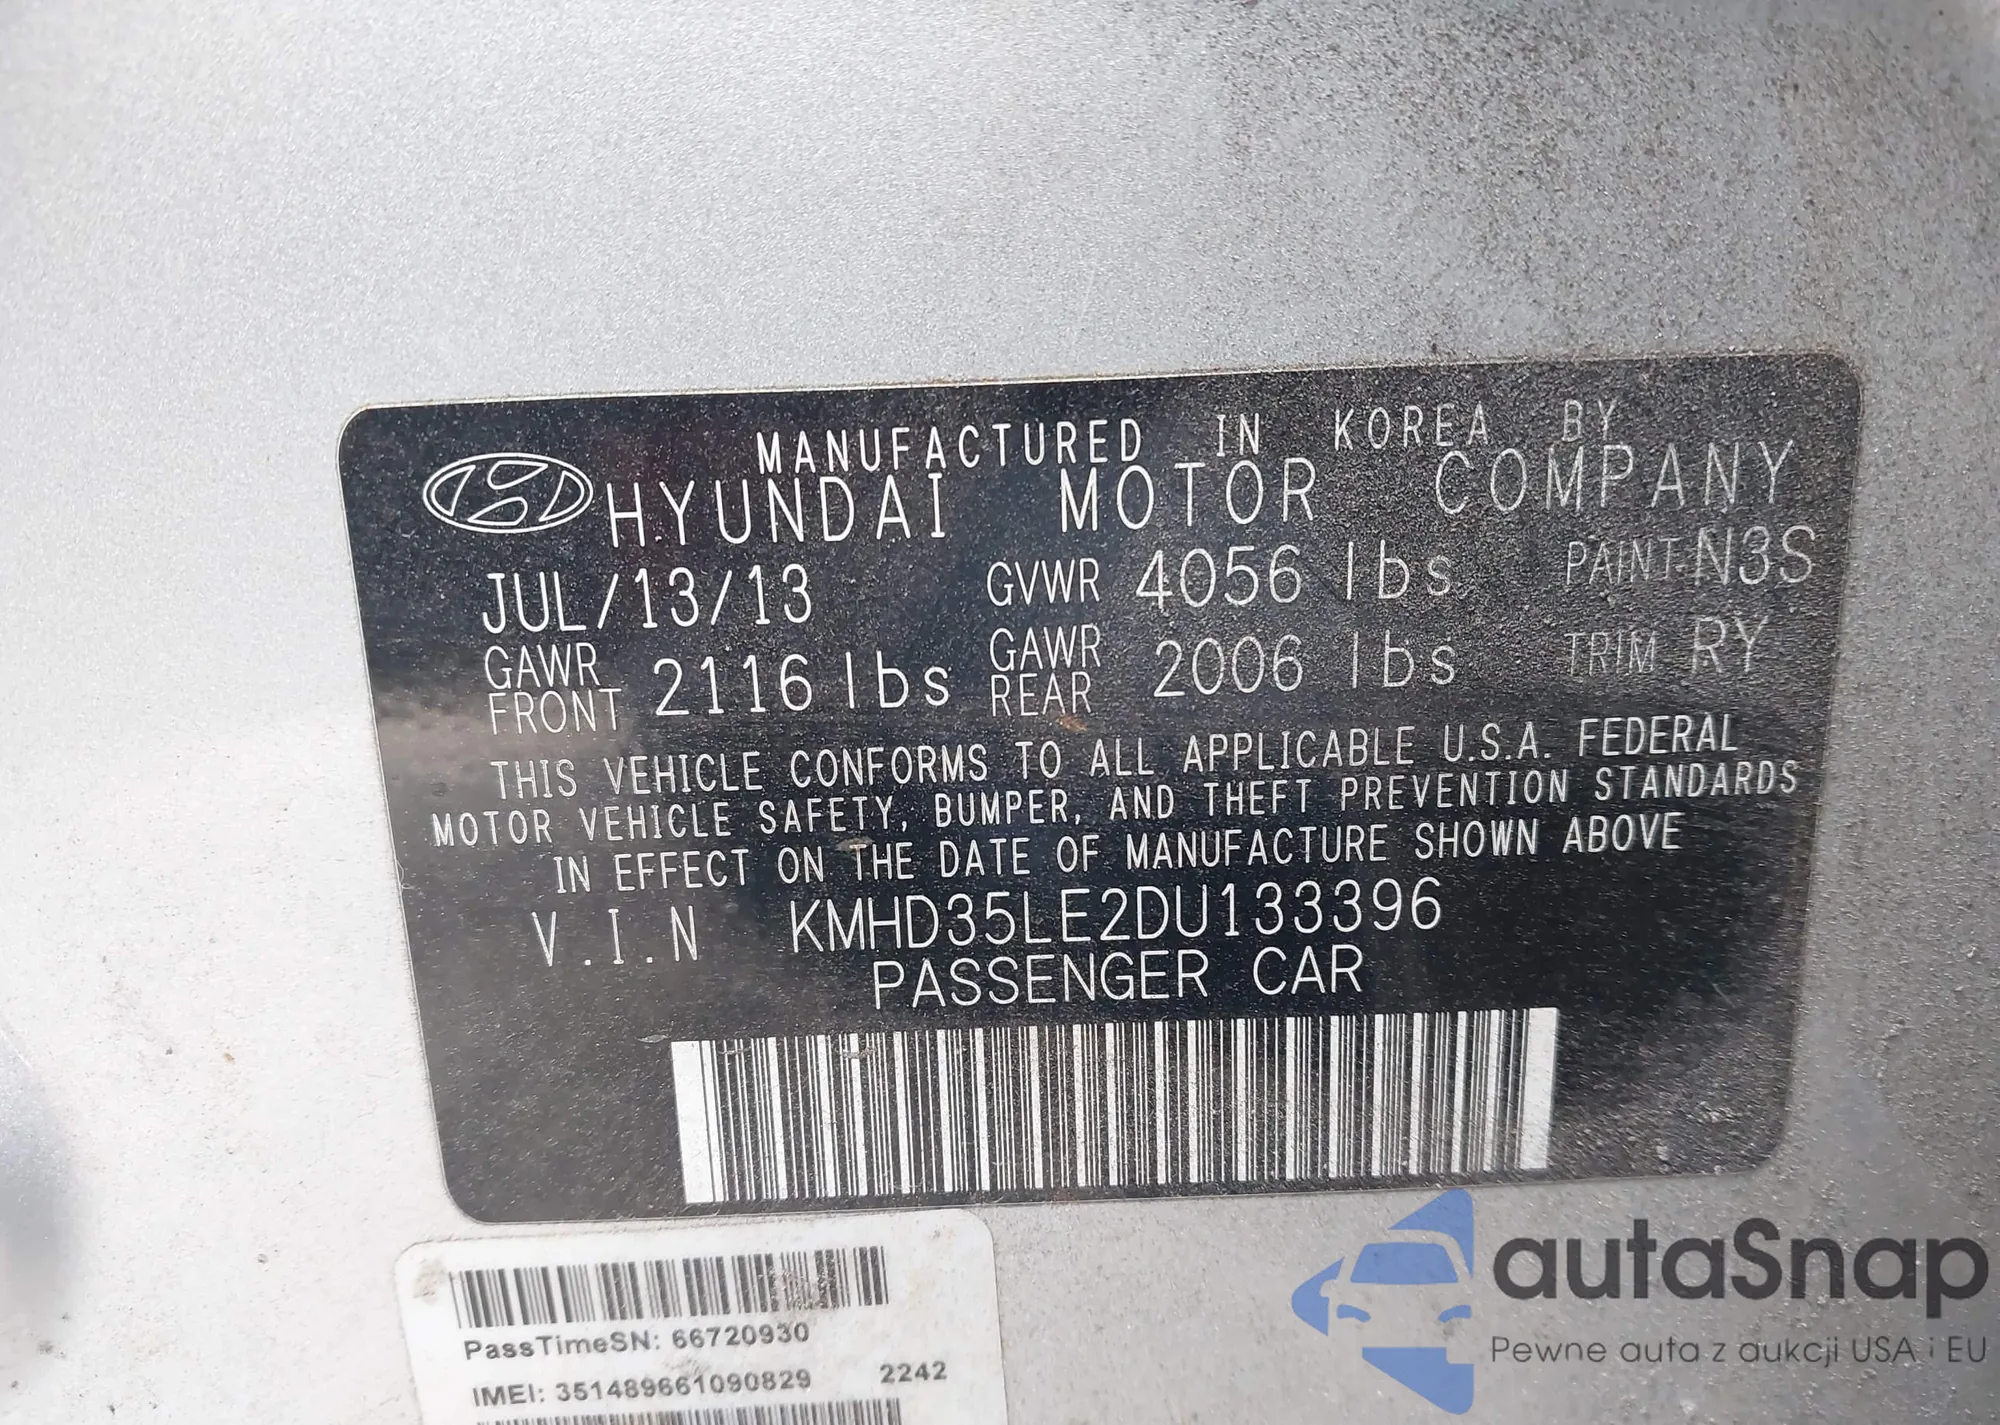 MANUFACTURED IN KOREA BY
HYUNDAI MOTOR COMPANY
JUL/13/13 GVWR 4056 lbs PAINT-N3S
GAWR FRONT 2116 lbs GAWR REAR 2006 lbs TRIM RY
THIS VEHICLE CONFORMS TO ALL APPLICABLE U.S.A. FEDERAL
MOTOR VEHICLE SAFETY, BUMPER, AND THEFT PREVENTION STANDARDS
IN EFFECT ON THE DATE OF MANUFACTURE SHOWN ABOVE
V.I.N KMHD35LE2DU133396
PASSENGER CAR
PassTimeSN: 66720930
IMEI: 351489661090829 2242
autaSnap
Pewne auta z aukcji USA i EU